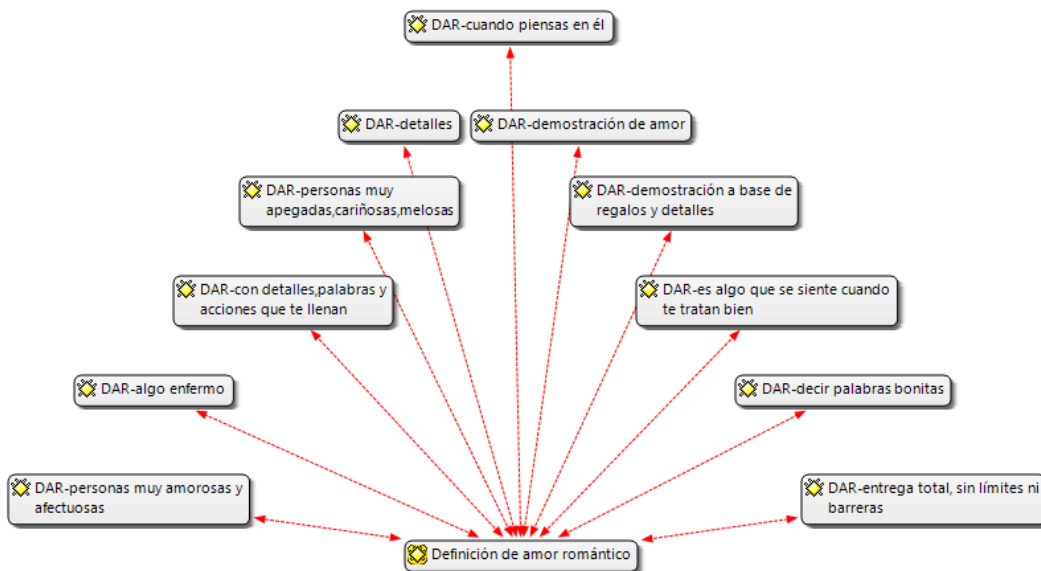 DAR-cuando piensas en él
DAR-detalles
DAR-demostración de amor
DAR-personas muy
apegadas,cariñosas,melosas
DAR-demostración a base de
regalos y detalles
DAR-con detalles,palabras y
acciones que te llenan
DAR-es algo que se siente cuando
te tratan bien
DAR-algo enfermo
DAR-decir palabras bonitas
DAR-personas muy amorosas y
afectuosas
DAR-entrega total, sin límites ni
barreras
Definición de amor romántico